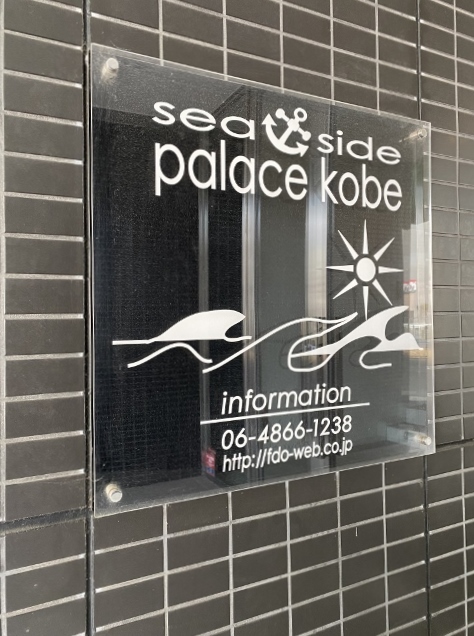 sea side
palace kobe
information
06-4866-1238
http://fdo-web.co.jp